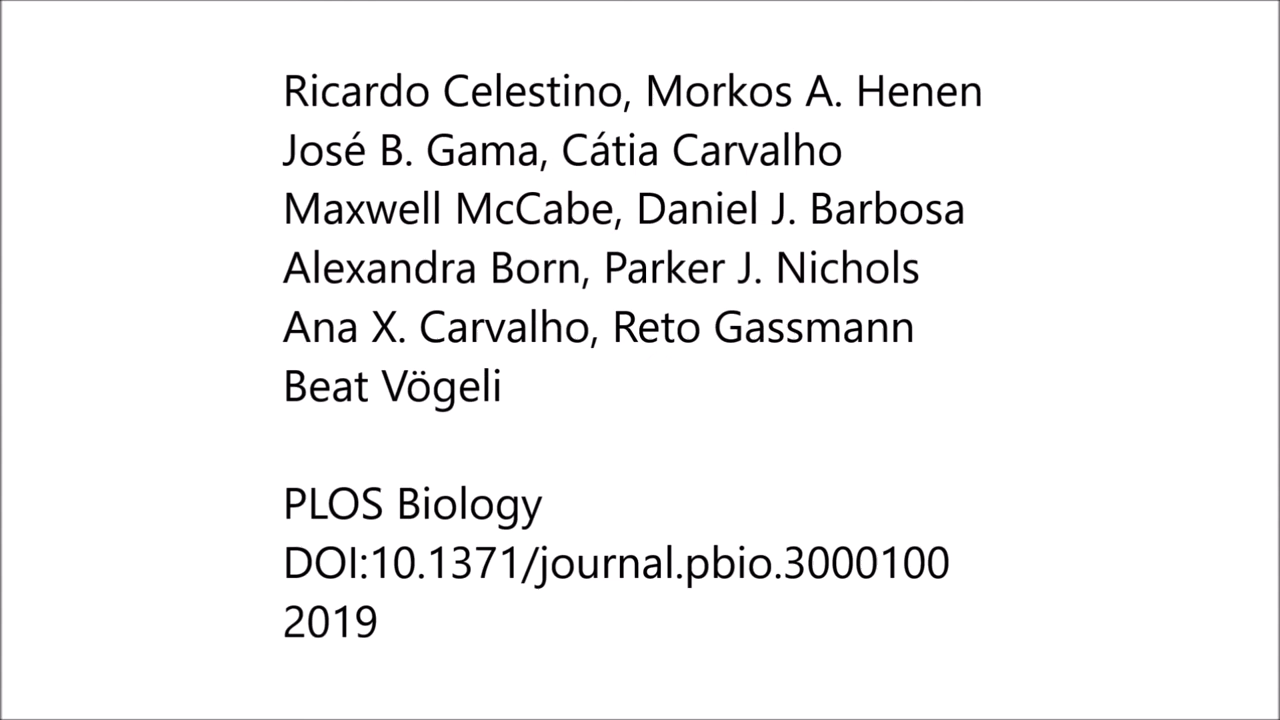 Ricardo Celestino, Morkos A. Henen
José B. Gama, Cátia Carvalho
Maxwell McCabe, Daniel J. Barbosa
Alexandra Born, Parker J. Nichols
Ana X. Carvalho, Reto Gassmann
Beat Vögeli
PLOS Biology
DOI:10.1371/journal.pbio.3000100
2019